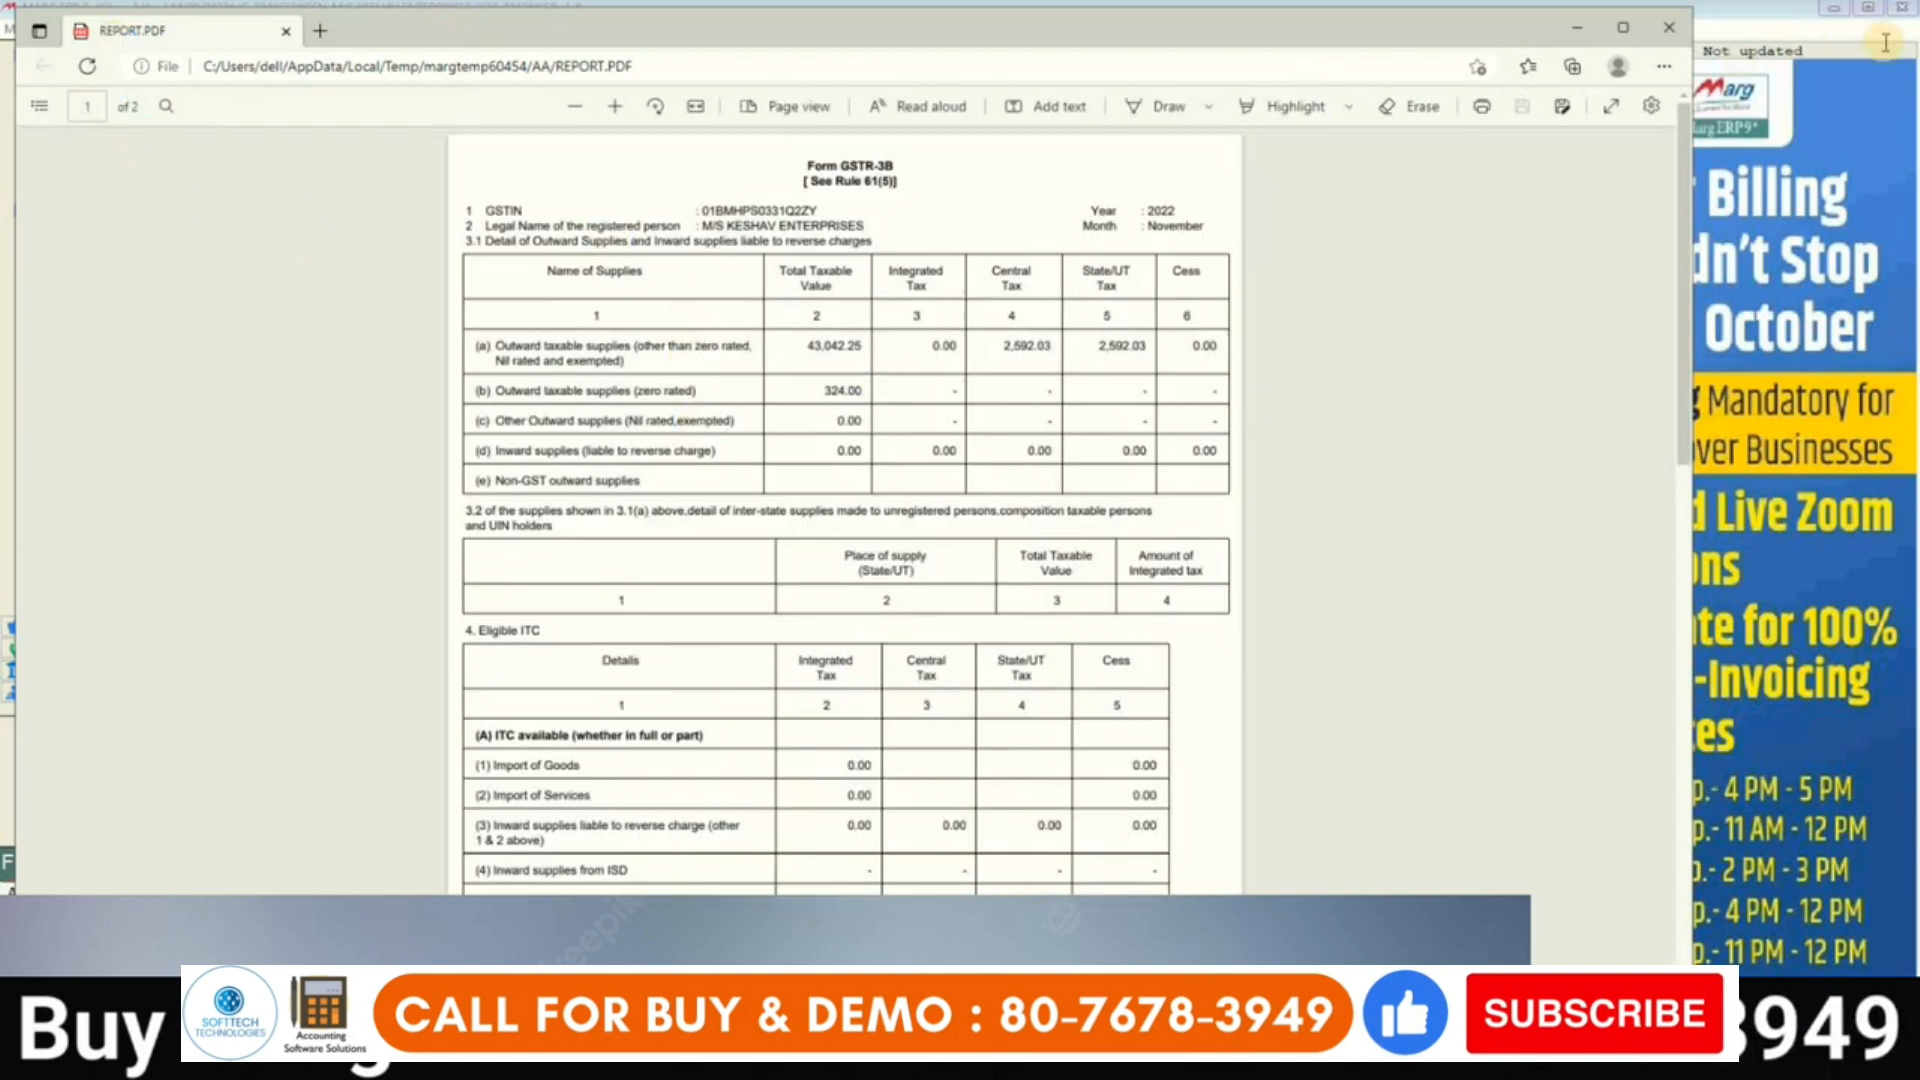 REPORT.PDF
File
C:/Users/dell/AppData/Local/Temp/margtemp60454/AA/REPORT.PDF
1 of 2
Page view
Read aloud
Add text
Draw
Highlight
Erase
Form GSTR-3B
[ See Rule 61(5)]
1 GSTIN : 01BMHPS0331Q2ZY Year : 2022
2 Legal Name of the registered person : M/S KESHAV ENTERPRISES Month : November
3.1 Detail of Outward Supplies and Inward supplies liable to reverse charges
Name of Supplies Total Taxable Value Integrated Tax Central Tax State/UT Tax Cess
1 2 3 4 5 6
(a) Outward taxable supplies (other than zero rated, Nil rated and exempted) 43,042.25 0.00 2,592.03 2,592.03 0.00
(b) Outward taxable supplies (zero rated) 324.00 - - - -
(c) Other Outward supplies (Nil rated,exempted) 0.00 - - - -
(d) Inward supplies (liable to reverse charge) 0.00 0.00 0.00 0.00 0.00
(e) Non-GST outward supplies
3.2 of the supplies shown in 3.1(a) above,detail of inter-state supplies made to unregistered persons,composition taxable persons
and UIN holders
Place of supply (State/UT) Total Taxable Value Amount of Integrated tax
1 2 3 4
4. Eligible ITC
Details Integrated Tax Central Tax State/UT Tax Cess
1 2 3 4 5
(A) ITC available (whether in full or part)
(1) Import of Goods 0.00 0.00
(2) Import of Services 0.00 0.00
(3) Inward supplies liable to reverse charge (other 1 & 2 above) 0.00 0.00 0.00 0.00
(4) Inward supplies from ISD - - - -
Not updated
Marg
Marg ERP9+
Billing
dn't Stop
October
Mandatory for
ver Businesses
d Live Zoom
ons
te for 100%
-Invoicing
tes
p.- 4 PM - 5 PM
p.- 11 AM - 12 PM
p.- 2 PM - 3 PM
p.- 4 PM - 12 PM
p.- 11 PM - 12 PM
Buy
SOFTTECH
TECHNOLOGIES
Accounting
Software Solutions
CALL FOR BUY & DEMO : 80-7678-3949
SUBSCRIBE
3949